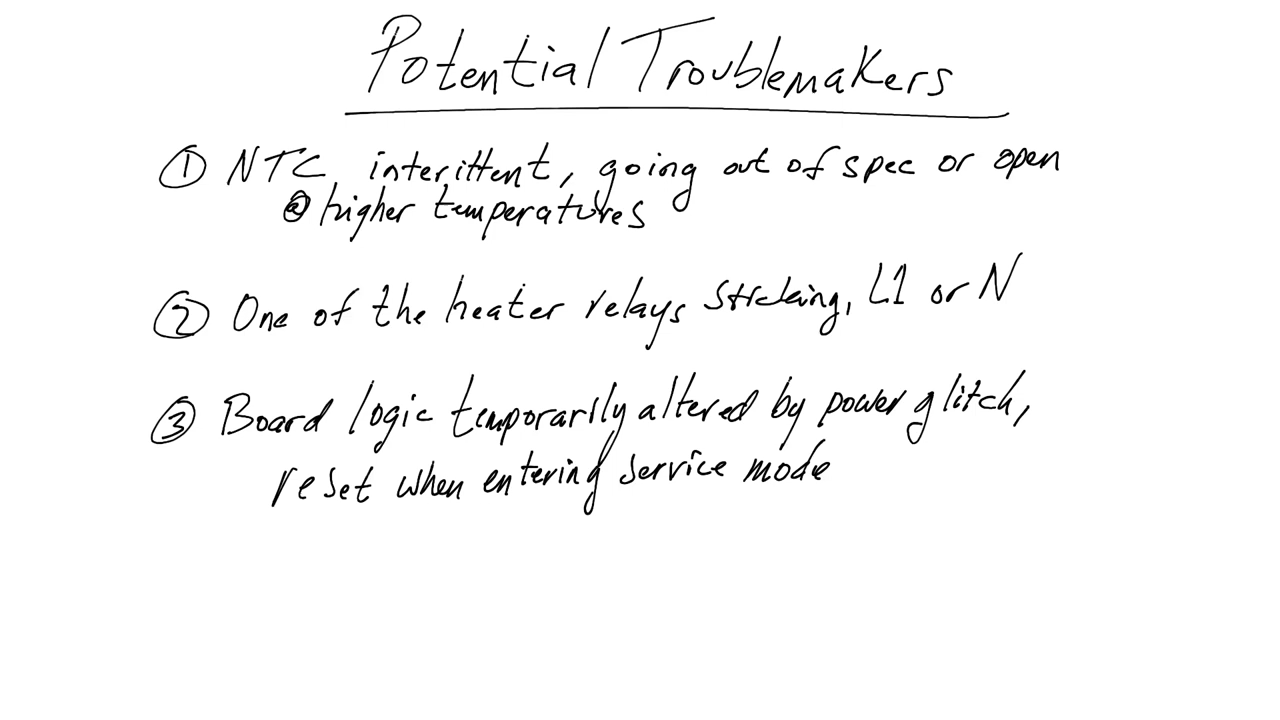 Potential Troublemakers
① NTC interittent, going out of spec or open
@ higher temperatures
② One of the heater relays sticking, L1 or N
③ Board logic temporarily altered by power glitch,
reset when entering service mode